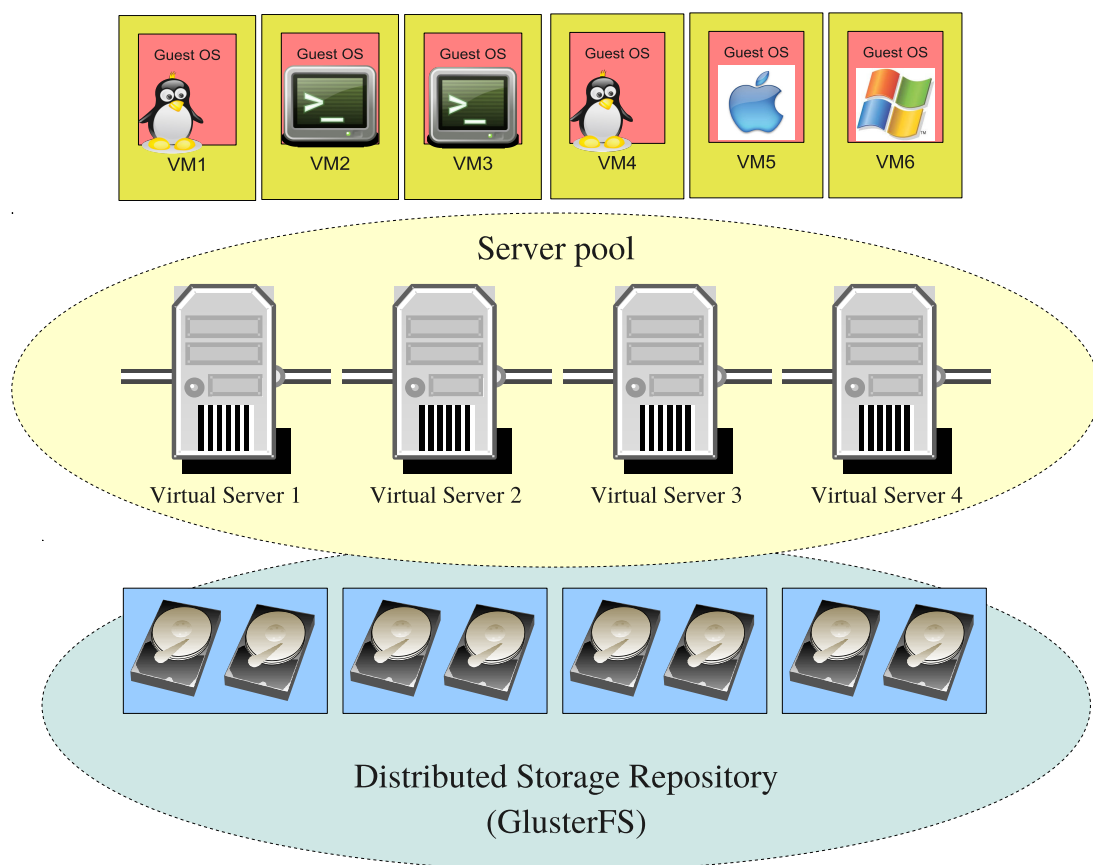 Guest OS
VM1
Guest OS
>_
VM2
Guest OS
>_
VM3
Guest OS
VM4
Guest OS
VM5
Guest OS
TM
VM6
Server pool
Virtual Server 1
Virtual Server 2
Virtual Server 3
Virtual Server 4
Distributed Storage Repository
(GlusterFS)